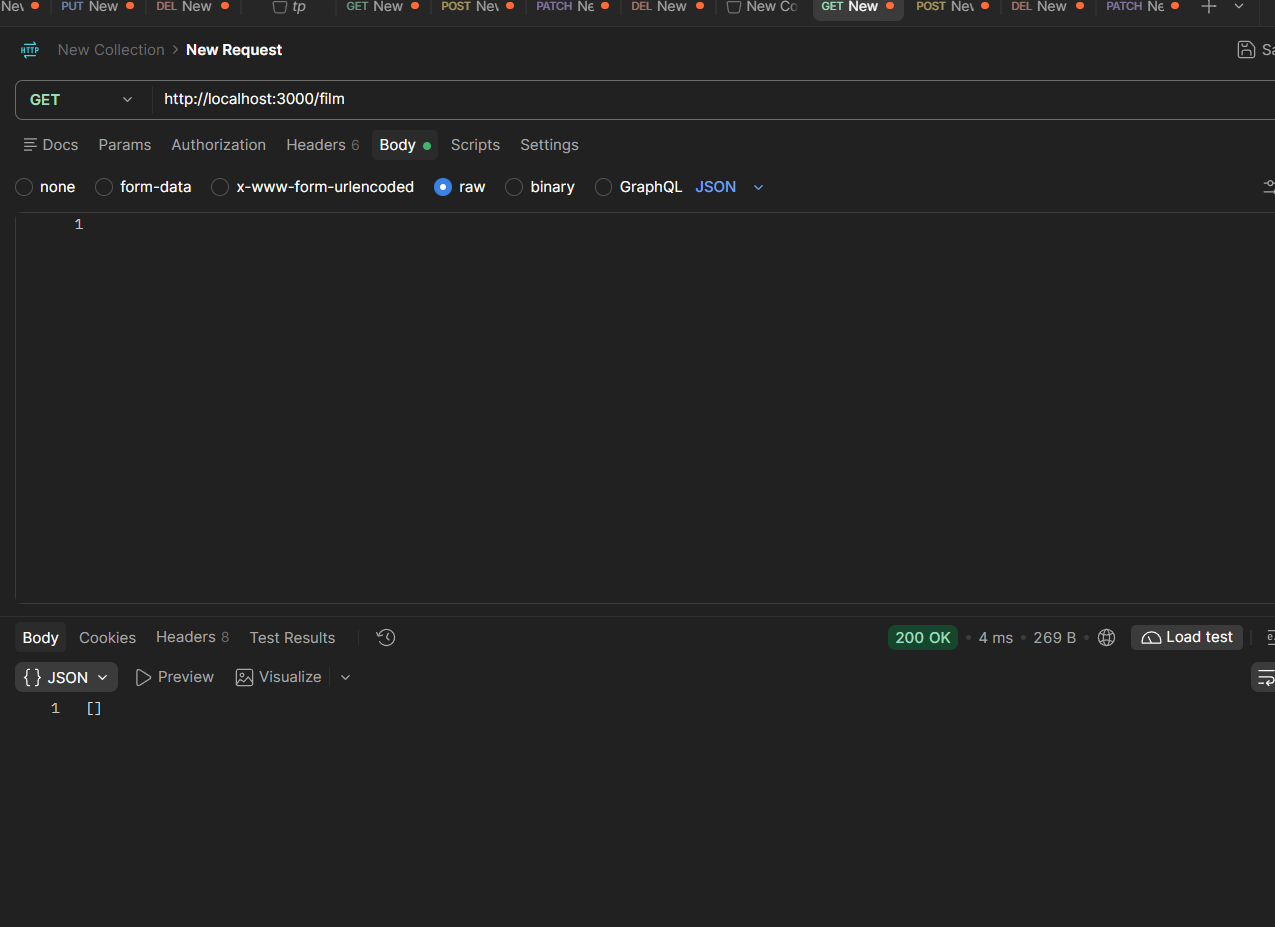 New PUT New DEL New tp GET New POST Nev PATCH Ne DEL New New Co GET New POST Nev DEL New PATCH Ne
HTTP New Collection > New Request Sa
GET http://localhost:3000/film
Docs Params Authorization Headers 6 Body Scripts Settings
none form-data x-www-form-urlencoded raw binary GraphQL JSON
1
Body Cookies Headers 8 Test Results 200 OK • 4 ms • 269 B • Load test
{} JSON Preview Visualize
1 []